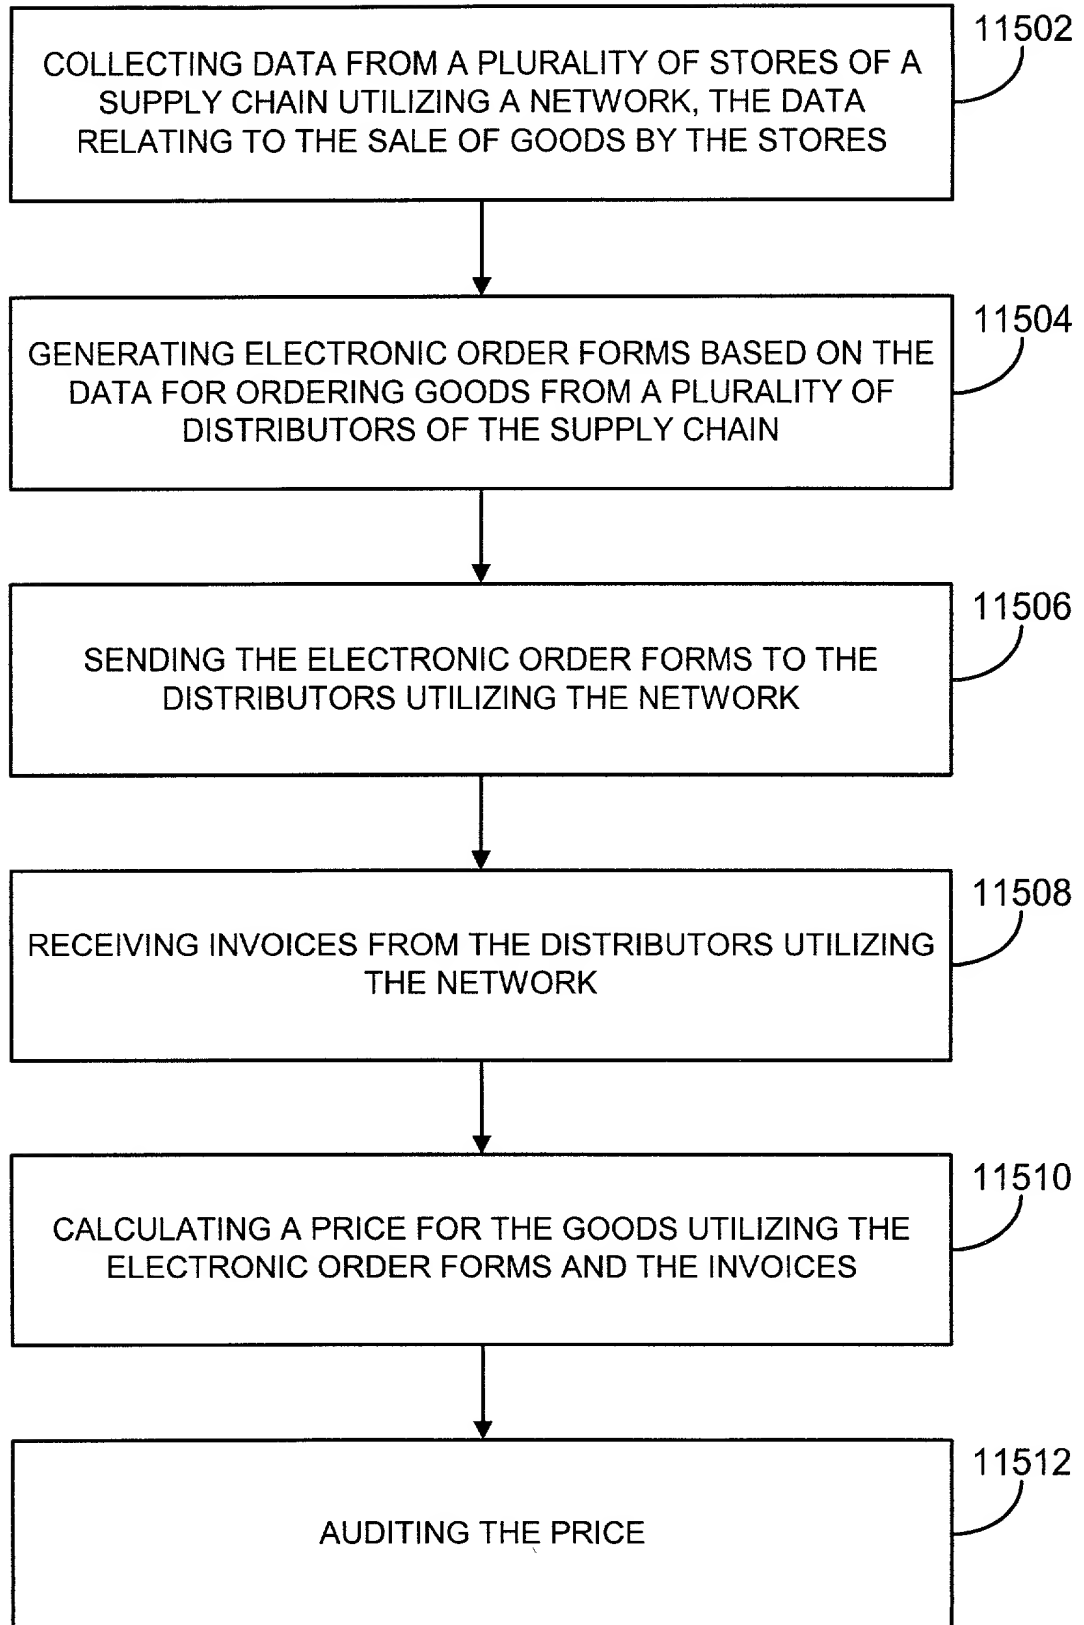 11502
COLLECTING DATA FROM A PLURALITY OF STORES OF A
SUPPLY CHAIN UTILIZING A NETWORK, THE DATA
RELATING TO THE SALE OF GOODS BY THE STORES
11504
GENERATING ELECTRONIC ORDER FORMS BASED ON THE
DATA FOR ORDERING GOODS FROM A PLURALITY OF
DISTRIBUTORS OF THE SUPPLY CHAIN
11506
SENDING THE ELECTRONIC ORDER FORMS TO THE
DISTRIBUTORS UTILIZING THE NETWORK
11508
RECEIVING INVOICES FROM THE DISTRIBUTORS UTILIZING
THE NETWORK
11510
CALCULATING A PRICE FOR THE GOODS UTILIZING THE
ELECTRONIC ORDER FORMS AND THE INVOICES
11512
AUDITING THE PRICE